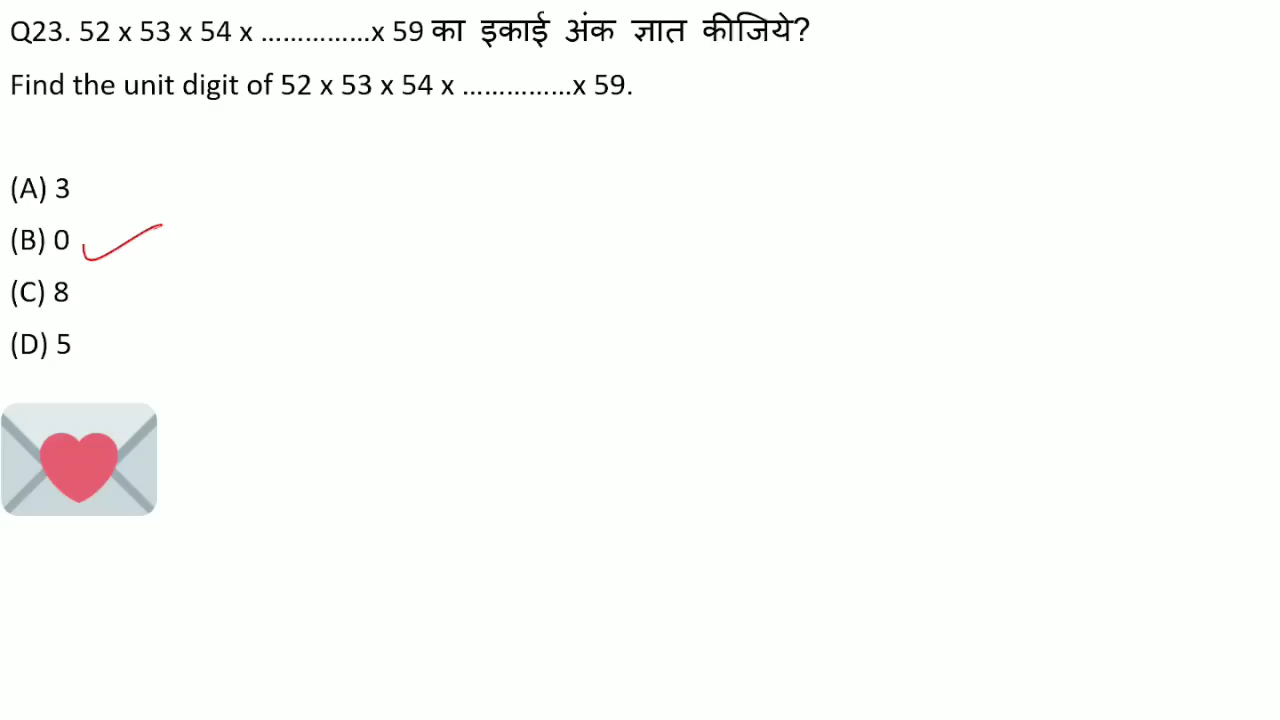 Q23. 52 x 53 x 54 x ...............x 59 का इकाई अंक ज्ञात कीजिये?
Find the unit digit of 52 x 53 x 54 x ...............x 59.
(A) 3
(B) 0
(C) 8
(D) 5